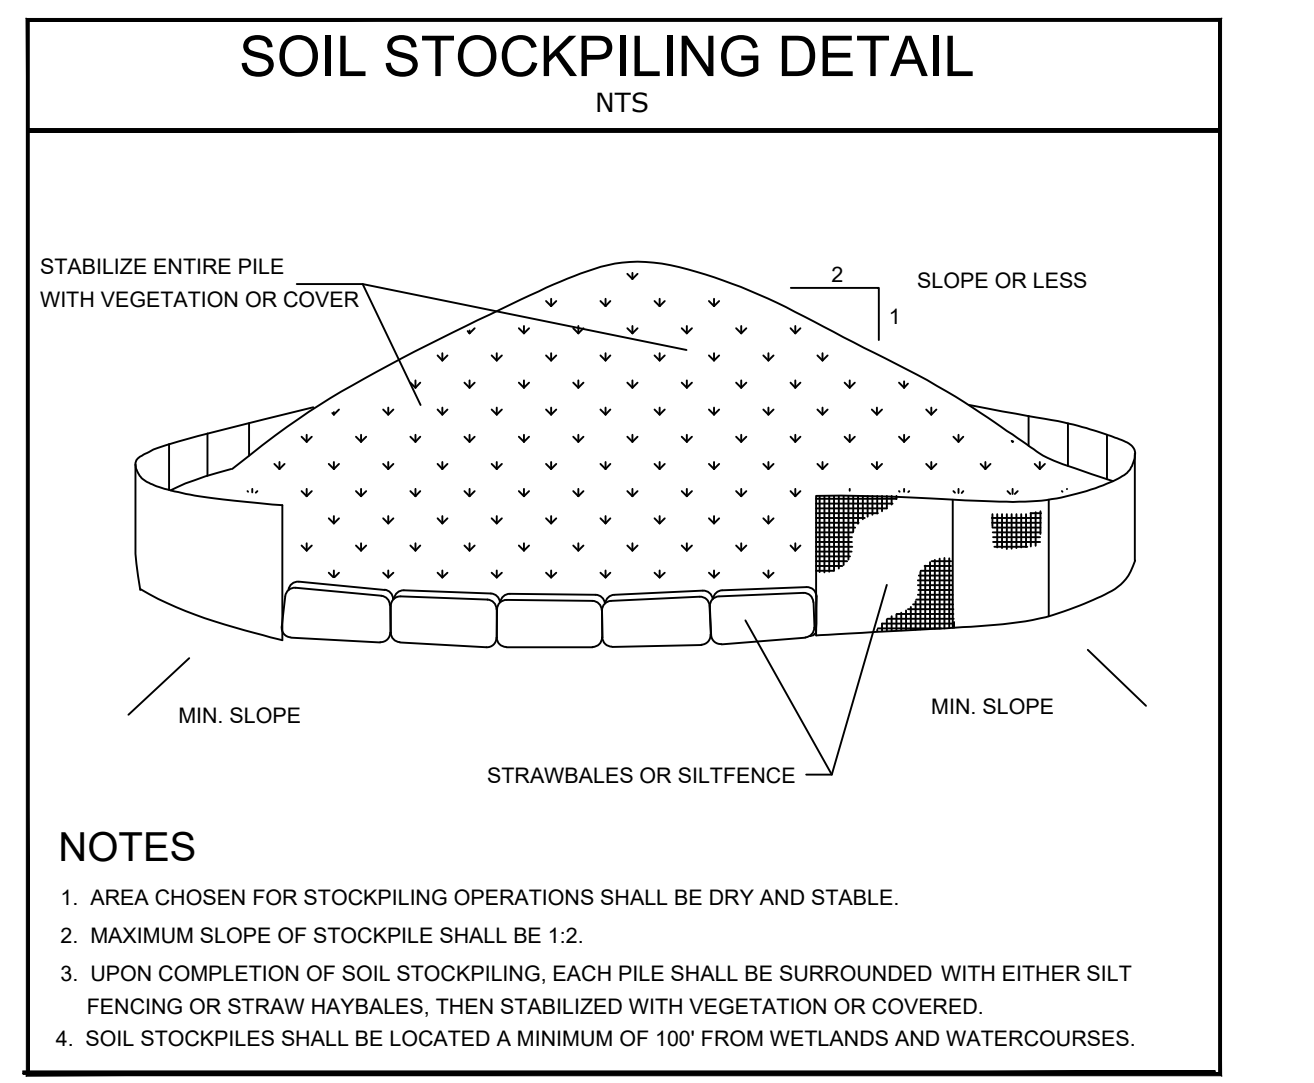 SOIL STOCKPILING DETAIL
NTS
STABILIZE ENTIRE PILE
WITH VEGETATION OR COVER
2
SLOPE OR LESS
1
MIN. SLOPE
MIN. SLOPE
STRAWBALES OR SILTFENCE
NOTES
1. AREA CHOSEN FOR STOCKPILING OPERATIONS SHALL BE DRY AND STABLE.
2. MAXIMUM SLOPE OF STOCKPILE SHALL BE 1:2.
3. UPON COMPLETION OF SOIL STOCKPILING, EACH PILE SHALL BE SURROUNDED WITH EITHER SILT
FENCING OR STRAW HAYBALES, THEN STABILIZED WITH VEGETATION OR COVERED.
4. SOIL STOCKPILES SHALL BE LOCATED A MINIMUM OF 100' FROM WETLANDS AND WATERCOURSES.